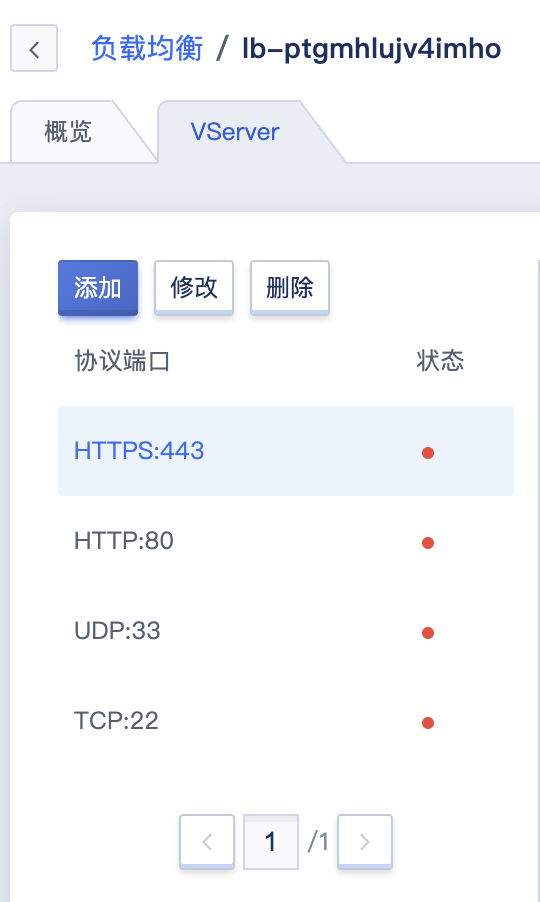 负载均衡 / lb-ptgmhlujv4imho
概览 VServer
添加 修改 删除
协议端口 状态
HTTPS:443
HTTP:80
UDP:33
TCP:22
1 /1